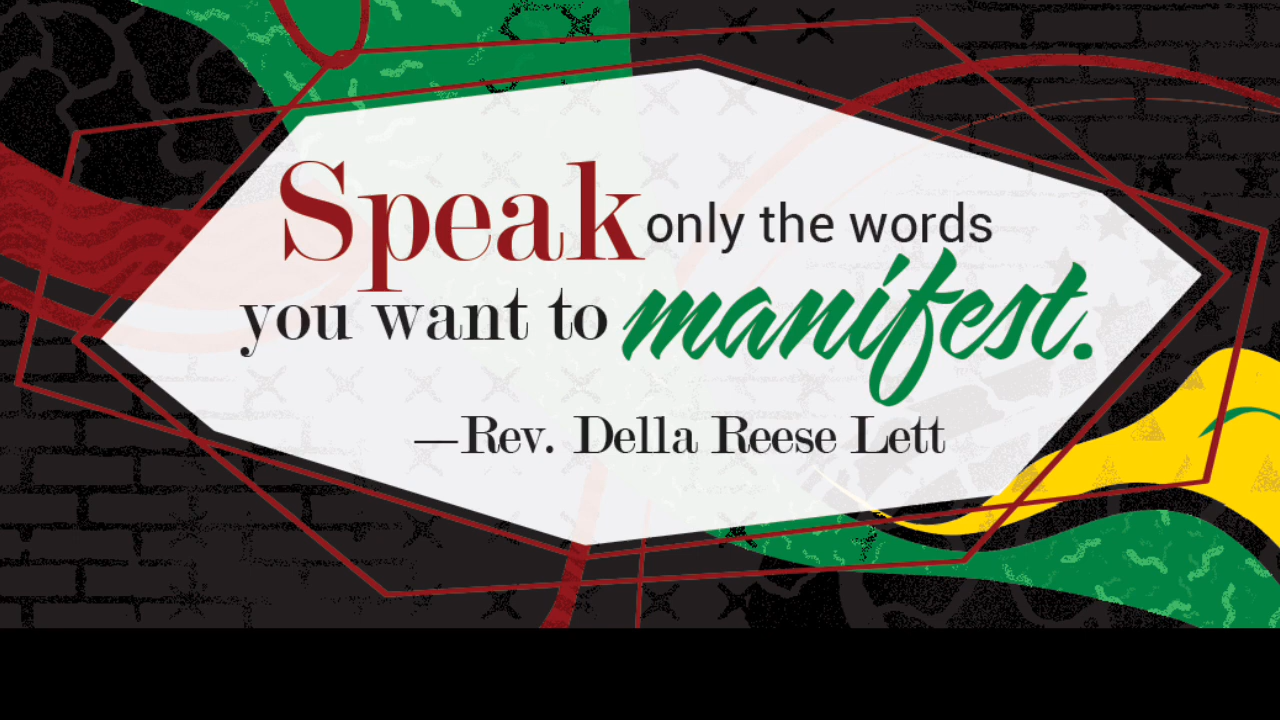 Speak only the words
you want to manifest.
—Rev. Della Reese Lett